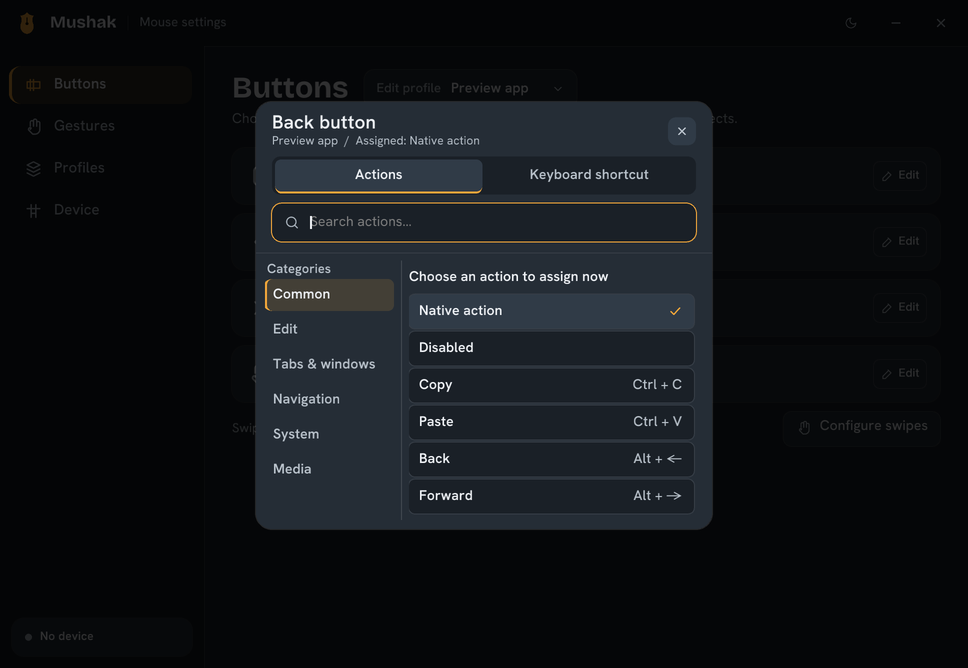 Mushak
Mouse settings
Buttons
Gestures
Profiles
Device
No device
Buttons
Edit profile Preview app
ects.
Edit
Edit
Edit
Edit
Configure swipes
Back button
Preview app / Assigned: Native action
Actions
Keyboard shortcut
Search actions...
Categories
Common
Edit
Tabs & windows
Navigation
System
Media
Choose an action to assign now
Native action
Disabled
Copy Ctrl + C
Paste Ctrl + V
Back Alt + ←
Forward Alt + →